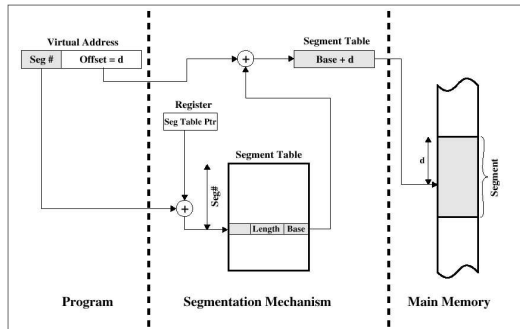 Virtual Address
Seg #
Offset = d
Segment Table
Base + d
Register
Seg Table Ptr
Segment Table
Seg#
Length
Base
d
Segment
Program
Segmentation Mechanism
Main Memory
+
+